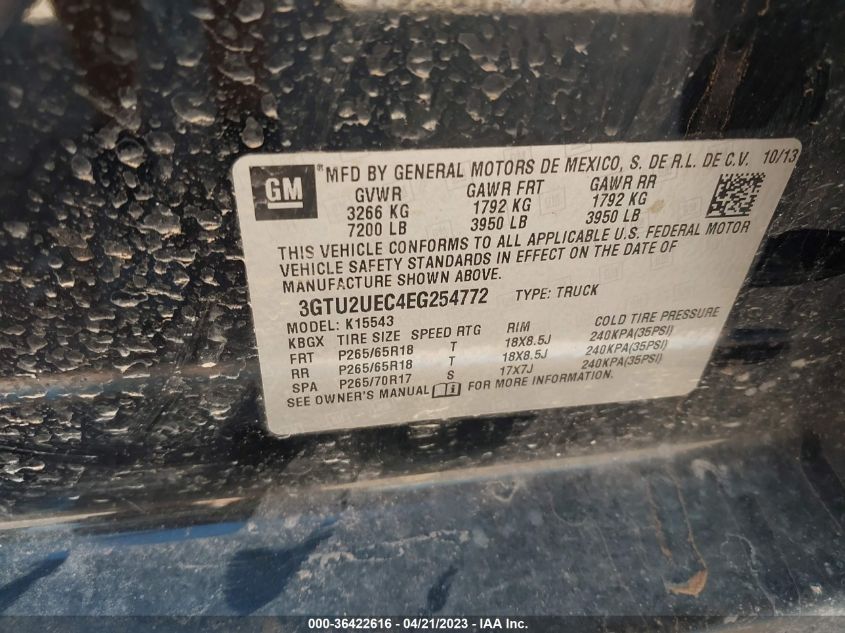 GM ® MFD BY GENERAL MOTORS DE MEXICO, S. DE R.L. DE C.V. 10/13
GVWR GAWR FRT GAWR RR
3266 KG 1792 KG 1792 KG
7200 LB 3950 LB 3950 LB
THIS VEHICLE CONFORMS TO ALL APPLICABLE U.S. FEDERAL MOTOR
VEHICLE SAFETY STANDARDS IN EFFECT ON THE DATE OF
MANUFACTURE SHOWN ABOVE.
3GTU2UEC4EG254772 TYPE: TRUCK
MODEL: K15543
KBGX TIRE SIZE SPEED RTG RIM COLD TIRE PRESSURE
FRT P265/65R18 T 18X8.5J 240KPA(35PSI)
RR P265/65R18 T 18X8.5J 240KPA(35PSI)
SPA P265/70R17 S 17X7J 240KPA(35PSI)
SEE OWNER'S MANUAL FOR MORE INFORMATION.
000-36422616 - 04/21/2023 - IAA Inc.